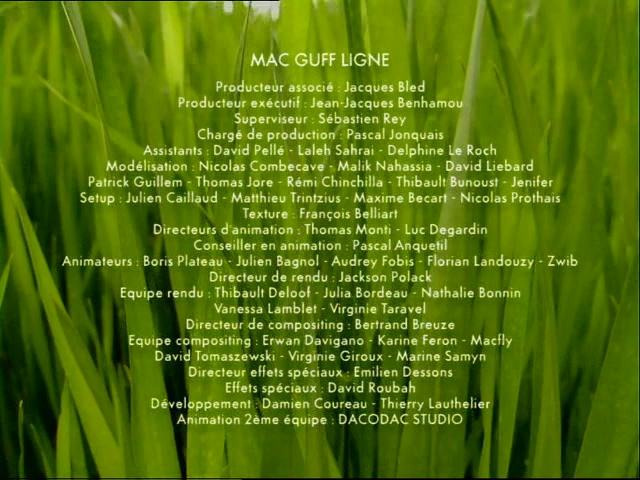 MAC GUFF LIGNE
Producteur associé : Jacques Bled
Producteur exécutif : Jean-Jacques Benhamou
Superviseur : Sébastien Rey
Chargé de production : Pascal Jonquais
Assistants : David Pellé - Laleh Sahrai - Delphine Le Roch
Modélisation : Nicolas Combecave - Malik Nahassia - David Liebard
Patrick Guillem - Thomas Jore - Rémi Chinchilla - Thibault Bunoust - Jenifer
Setup : Julien Caillaud - Matthieu Trintzius - Maxime Becart - Nicolas Prothais
Texture : François Belliart
Directeurs d'animation : Thomas Monti - Luc Degardin
Conseiller en animation : Pascal Anquetil
Animateurs : Boris Plateau - Julien Bagnol - Audrey Fobis - Florian Landouzy - Zwib
Directeur de rendu : Jackson Polack
Equipe rendu : Thibault Deloof - Julia Bordeau - Nathalie Bonnin
Vanessa Lamblet - Virginie Taravel
Directeur de compositing : Bertrand Breuze
Equipe compositing : Erwan Davigano - Karine Feron - Macfly
David Tomaszewski - Virginie Giroux - Marine Samyn
Directeur effets spéciaux : Emilien Dessons
Effets spéciaux : David Roubah
Développement : Damien Coureau - Thierry Lauthelier
Animation 2ème équipe : DACODAC STUDIO